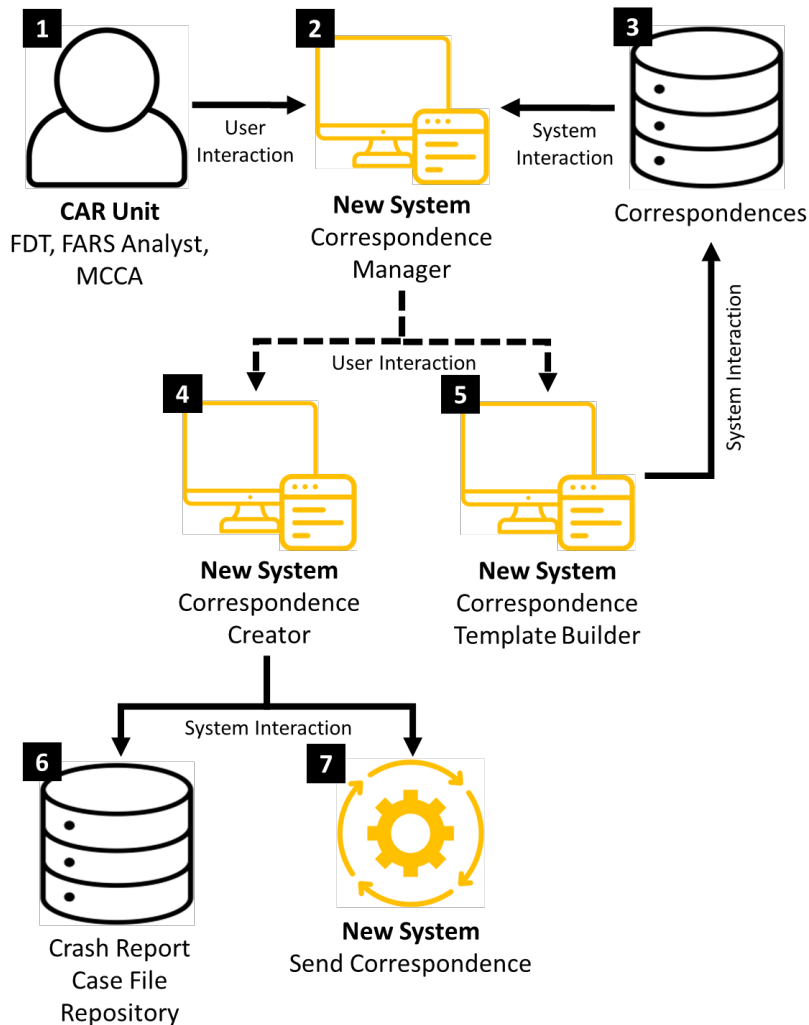 1
2
3
User
Interaction
System
Interaction
CAR Unit
FDT, FARS Analyst,
MCCA
New System
Correspondence
Manager
Correspondences
User Interaction
System Interaction
4
5
New System
Correspondence
Creator
New System
Correspondence
Template Builder
System Interaction
6
7
Crash Report
Case File
Repository
New System
Send Correspondence